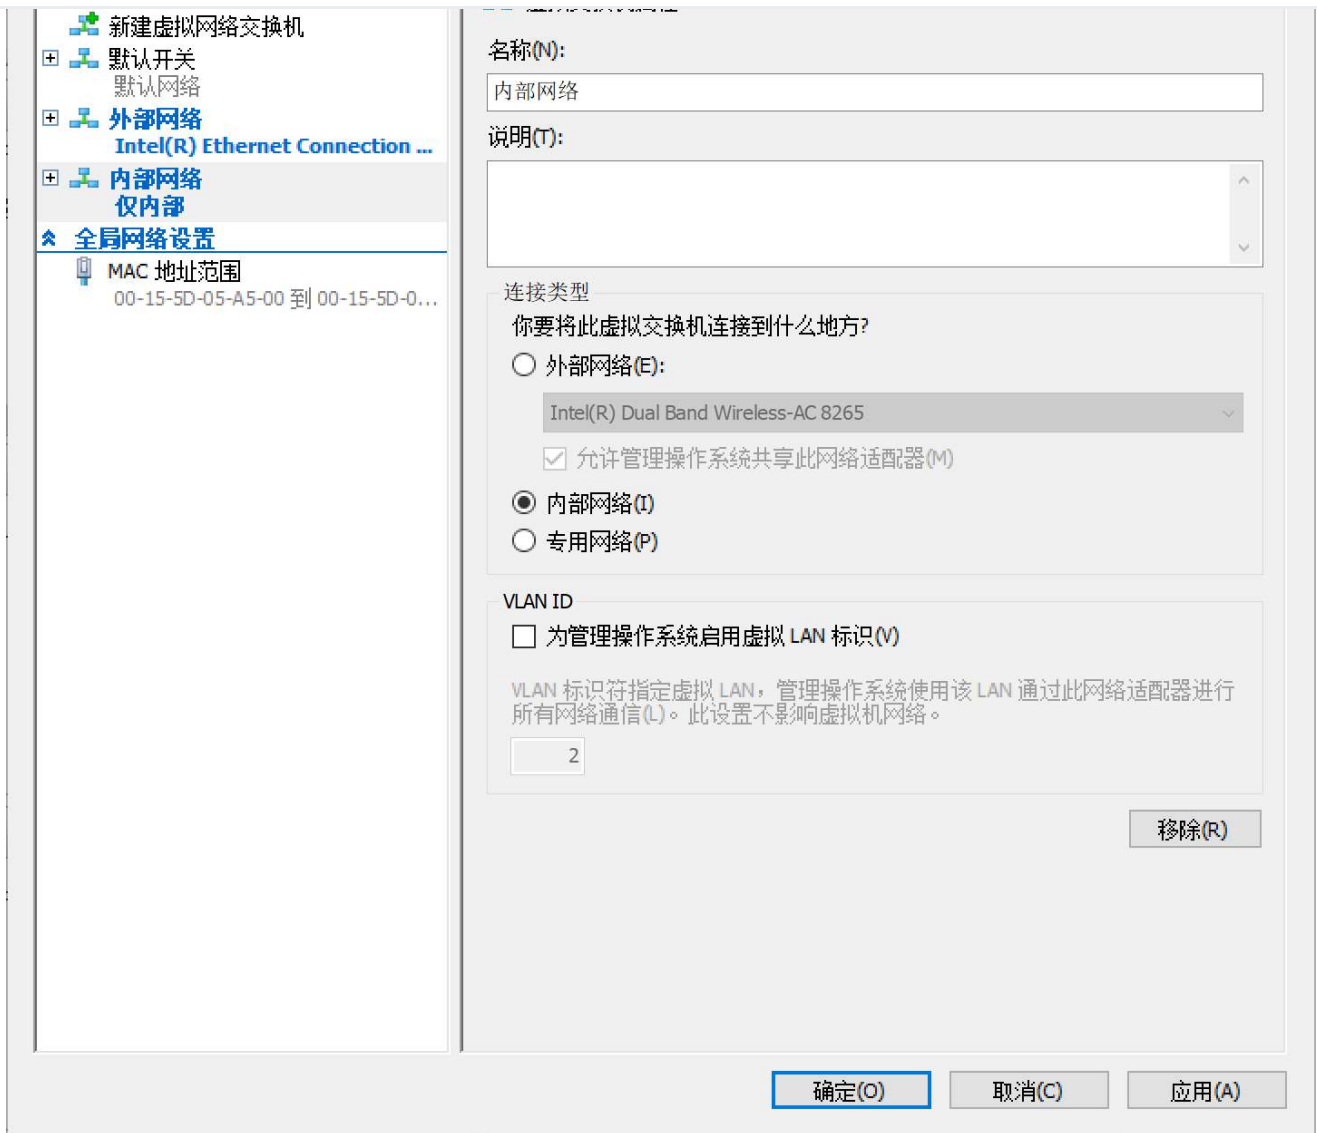 新建虚拟网络交换机
默认开关
默认网络
外部网络
Intel(R) Ethernet Connection ...
内部网络
仅内部
全局网络设置
MAC 地址范围
00-15-5D-05-A5-00 到 00-15-5D-0...
名称(N):
内部网络
说明(T):
连接类型
你要将此虚拟交换机连接到什么地方?
外部网络(E):
Intel(R) Dual Band Wireless-AC 8265
允许管理操作系统共享此网络适配器(M)
内部网络(I)
专用网络(P)
VLAN ID
为管理操作系统启用虚拟 LAN 标识(V)
VLAN 标识符指定虚拟 LAN，管理操作系统使用该 LAN 通过此网络适配器进行
所有网络通信(L)。此设置不影响虚拟机网络。
2
移除(R)
确定(O)
取消(C)
应用(A)